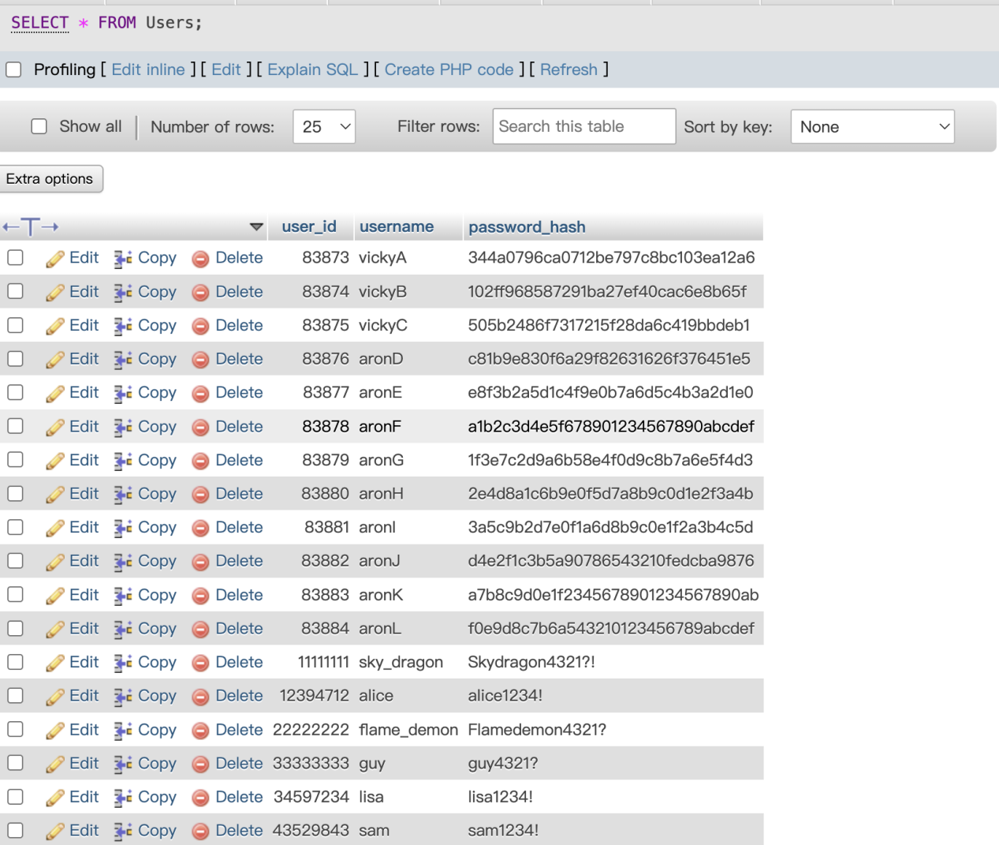 SELECT * FROM Users;
Profiling [ Edit inline ] [ Edit ] [ Explain SQL ] [ Create PHP code ] [ Refresh ]
Show all Number of rows: 25 Filter rows: Search this table Sort by key: None
Extra options
user_id username password_hash
Edit Copy Delete 83873 vickyA 344a0796ca0712be797c8bc103ea12a6
Edit Copy Delete 83874 vickyB 102ff968587291ba27ef40cac6e8b65f
Edit Copy Delete 83875 vickyC 505b2486f7317215f28da6c419bbdeb1
Edit Copy Delete 83876 aronD c81b9e830f6a29f82631626f376451e5
Edit Copy Delete 83877 aronE e8f3b2a5d1c4f9e0b7a6d5c4b3a2d1e0
Edit Copy Delete 83878 aronF a1b2c3d4e5f678901234567890abcdef
Edit Copy Delete 83879 aronG 1f3e7c2d9a6b58e4f0d9c8b7a6e5f4d3
Edit Copy Delete 83880 aronH 2e4d8a1c6b9e0f5d7a8b9c0d1e2f3a4b
Edit Copy Delete 83881 aronI 3a5c9b2d7e0f1a6d8b9c0e1f2a3b4c5d
Edit Copy Delete 83882 aronJ d4e2f1c3b5a90786543210fedcba9876
Edit Copy Delete 83883 aronK a7b8c9d0e1f2345678901234567890ab
Edit Copy Delete 83884 aronL f0e9d8c7b6a543210123456789abcdef
Edit Copy Delete 11111111 sky_dragon Skydragon4321?!
Edit Copy Delete 12394712 alice alice1234!
Edit Copy Delete 22222222 flame_demon Flamedemon4321?
Edit Copy Delete 33333333 guy guy4321?
Edit Copy Delete 34597234 lisa lisa1234!
Edit Copy Delete 43529843 sam sam1234!